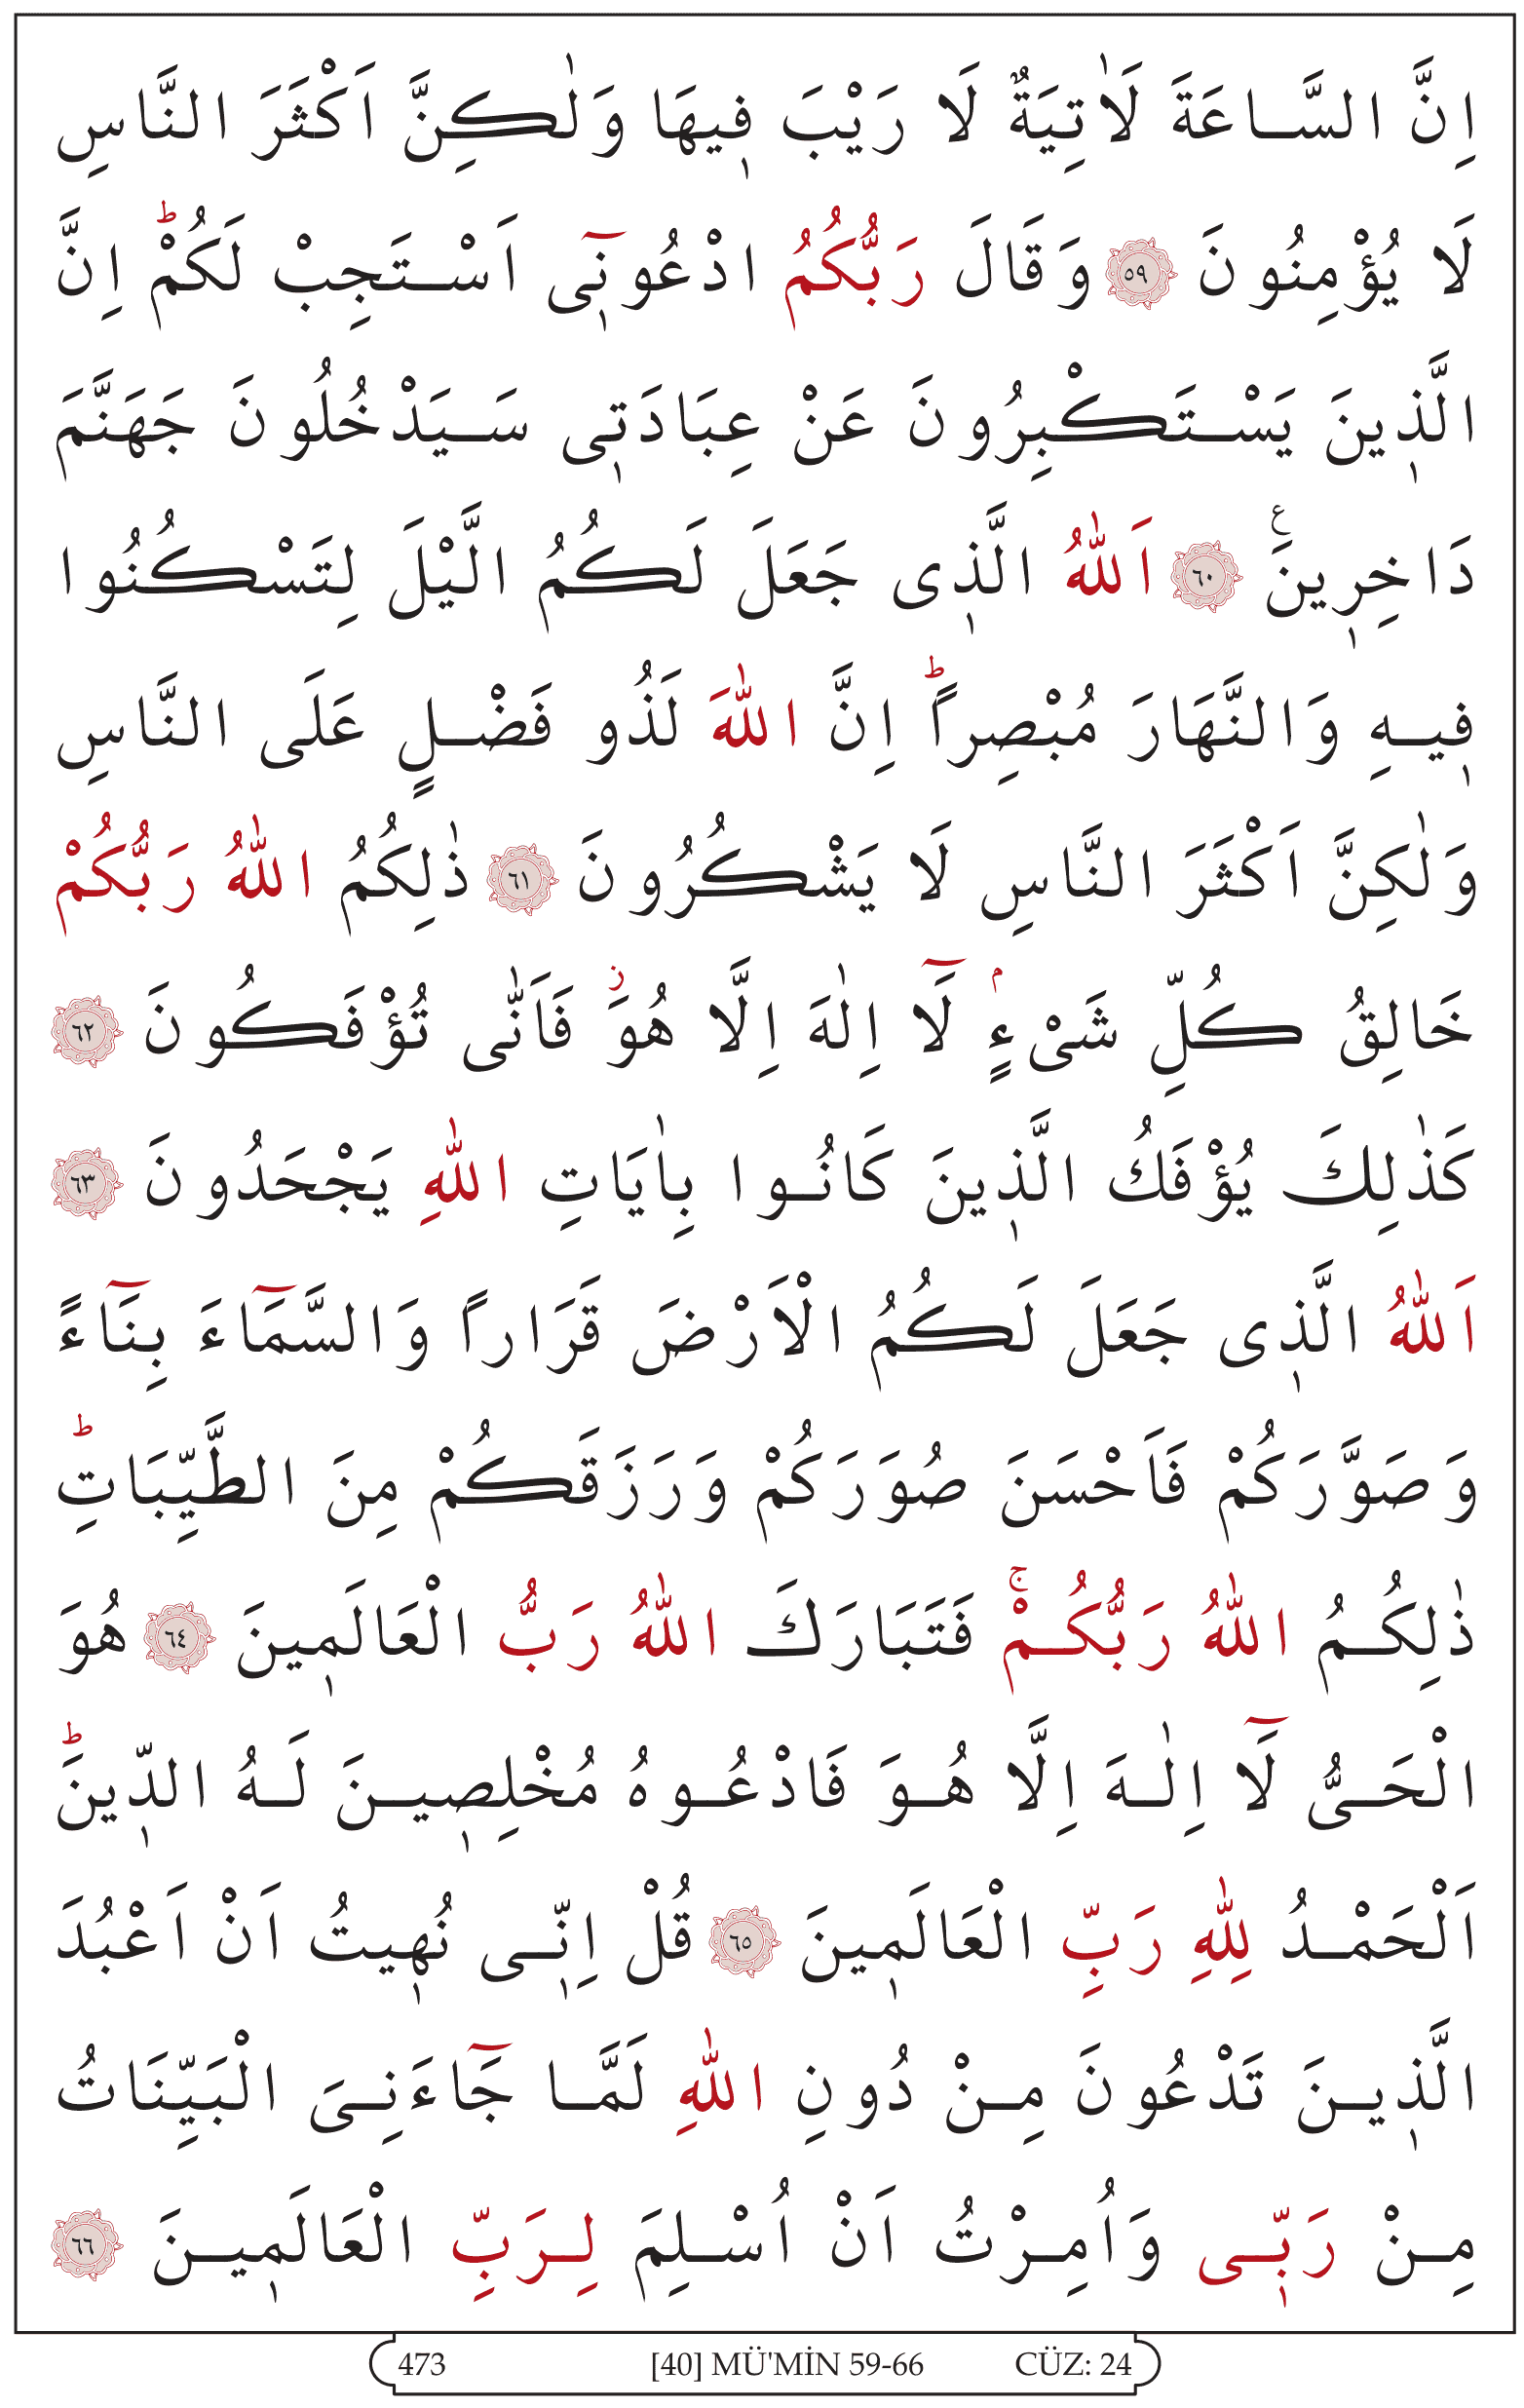 اِنَّ السَّاعَةَ لَاٰتِيَةٌ لَا رَيْبَ ف۪يهَا وَلٰكِنَّ اَكْثَرَ النَّاسِ
لَا يُؤْمِنُونَ ﴿٥٩﴾ وَقَالَ رَبُّكُمُ ادْعُون۪ٓى اَسْتَجِبْ لَكُمْۜ اِنَّ
الَّذ۪ينَ يَسْتَكْبِرُونَ عَنْ عِبَادَت۪ى سَيَدْخُلُونَ جَهَنَّمَ
دَاخِر۪ينَ۟ ﴿٦٠﴾ اَللّٰهُ الَّذ۪ى جَعَلَ لَكُمُ الَّيْلَ لِتَسْكُنُوا
ف۪يهِ وَالنَّهَارَ مُبْصِراًۜ اِنَّ اللّٰهَ لَذُو فَضْلٍ عَلَى النَّاسِ
وَلٰكِنَّ اَكْثَرَ النَّاسِ لَا يَشْكُرُونَ ﴿٦١﴾ ذٰلِكُمُ اللّٰهُ رَبُّكُمْ
خَالِقُ كُلِّ شَىْءٍۢ لَٓا اِلٰهَ اِلَّا هُوَۘ فَاَنّٰى تُؤْفَكُونَ ﴿٦٢﴾
كَذٰلِكَ يُؤْفَكُ الَّذ۪ينَ كَانُوا بِاٰيَاتِ اللّٰهِ يَجْحَدُونَ ﴿٦٣﴾
اَللّٰهُ الَّذ۪ى جَعَلَ لَكُمُ الْاَرْضَ قَرَاراً وَالسَّمَٓاءَ بِنَٓاءً
وَصَوَّرَكُمْ فَاَحْسَنَ صُوَرَكُمْ وَرَزَقَكُمْ مِنَ الطَّيِّبَاتِۜ
ذٰلِكُمُ اللّٰهُ رَبُّكُمْۚ فَتَبَارَكَ اللّٰهُ رَبُّ الْعَالَم۪ينَ ﴿٦٤﴾ هُوَ
الْحَىُّ لَٓا اِلٰهَ اِلَّا هُوَ فَادْعُوهُ مُخْلِص۪ينَ لَهُ الدّ۪ينَۜ
اَلْحَمْدُ لِلّٰهِ رَبِّ الْعَالَم۪ينَ ﴿٦٥﴾ قُلْ اِنّ۪ى نُه۪يتُ اَنْ اَعْبُدَ
الَّذ۪ينَ تَدْعُونَ مِنْ دُونِ اللّٰهِ لَمَّا جَٓاءَنِىَ الْبَيِّنَاتُ
مِنْ رَبّ۪ى وَاُمِرْتُ اَنْ اُسْلِمَ لِرَبِّ الْعَالَم۪ينَ ﴿٦٦﴾
473 [40] MÜ'MİN 59-66 CÜZ: 24